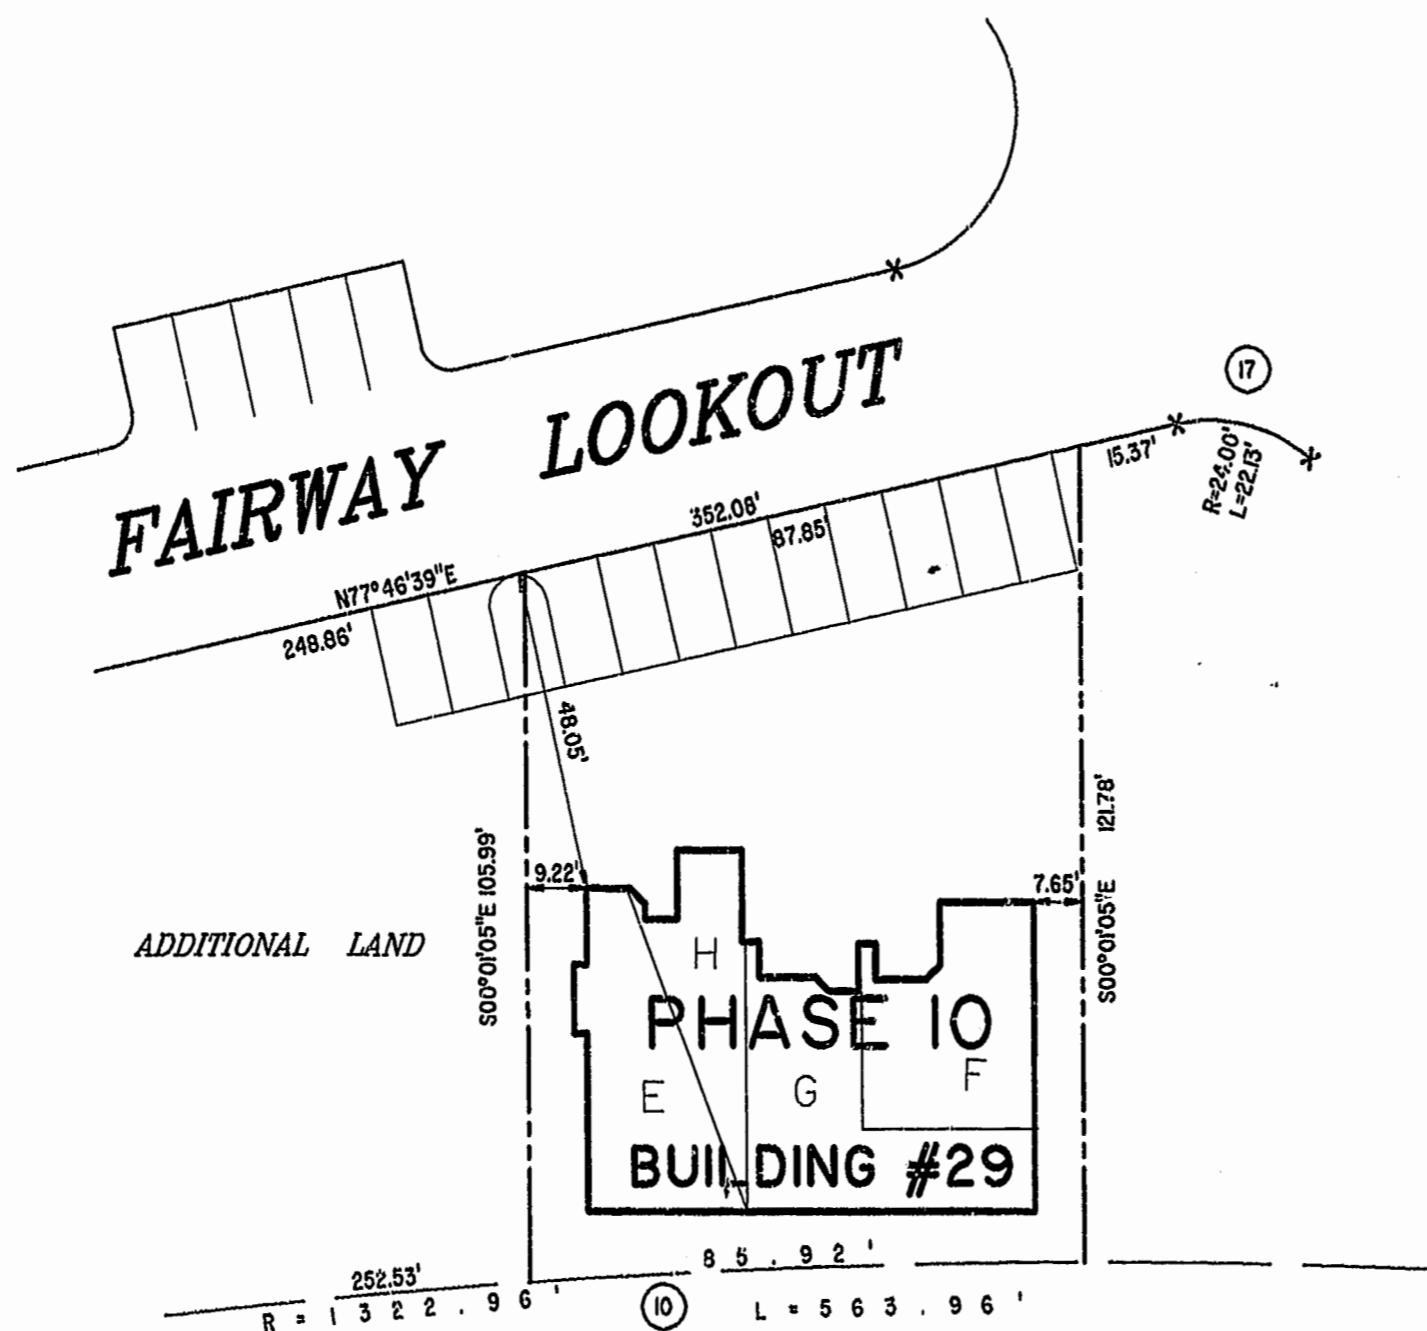 FAIRWAY LOOKOUT
17
R=24.00'
L=22.13'
15.37'
352.08'
87.85'
N77°46'39"E
248.86'
48.05'
S00°01'05"E 105.99'
9.22'
7.65'
S00°01'05"E 121.78'
ADDITIONAL LAND
H
PHASE 10
E
G
F
BUILDING #29
85.92'
252.53'
R = 1322.96'
10
L = 563.96'